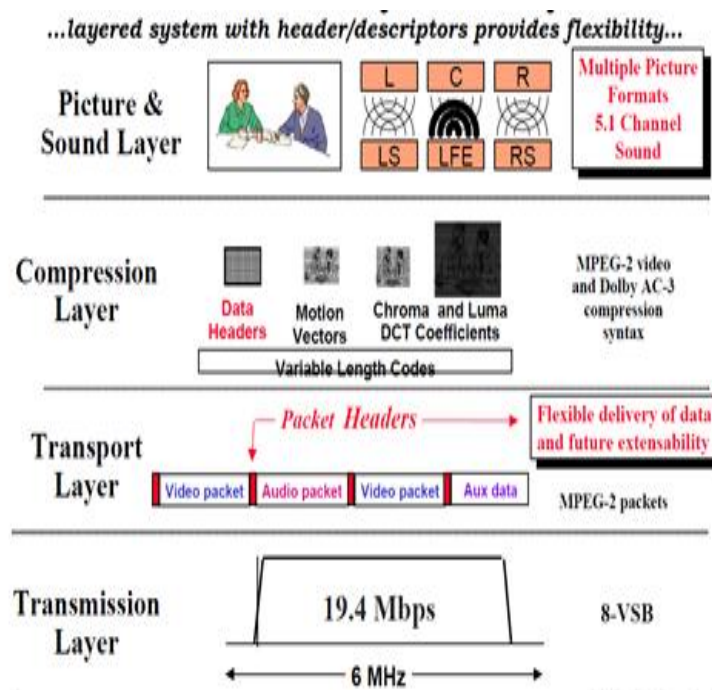 ...layered system with header/descriptors provides flexibility...
Picture &
Sound Layer
L C R
LS LFE RS
Multiple Picture
Formats
5.1 Channel
Sound
Compression
Layer
Data
Headers
Motion
Vectors
Chroma and Luma
DCT Coefficients
Variable Length Codes
MPEG-2 video
and Dolby AC-3
compression
syntax
Transport
Layer
Packet Headers
Video packet Audio packet Video packet Aux data
Flexible delivery of data
and future extensability
MPEG-2 packets
Transmission
Layer
19.4 Mbps
6 MHz
8-VSB